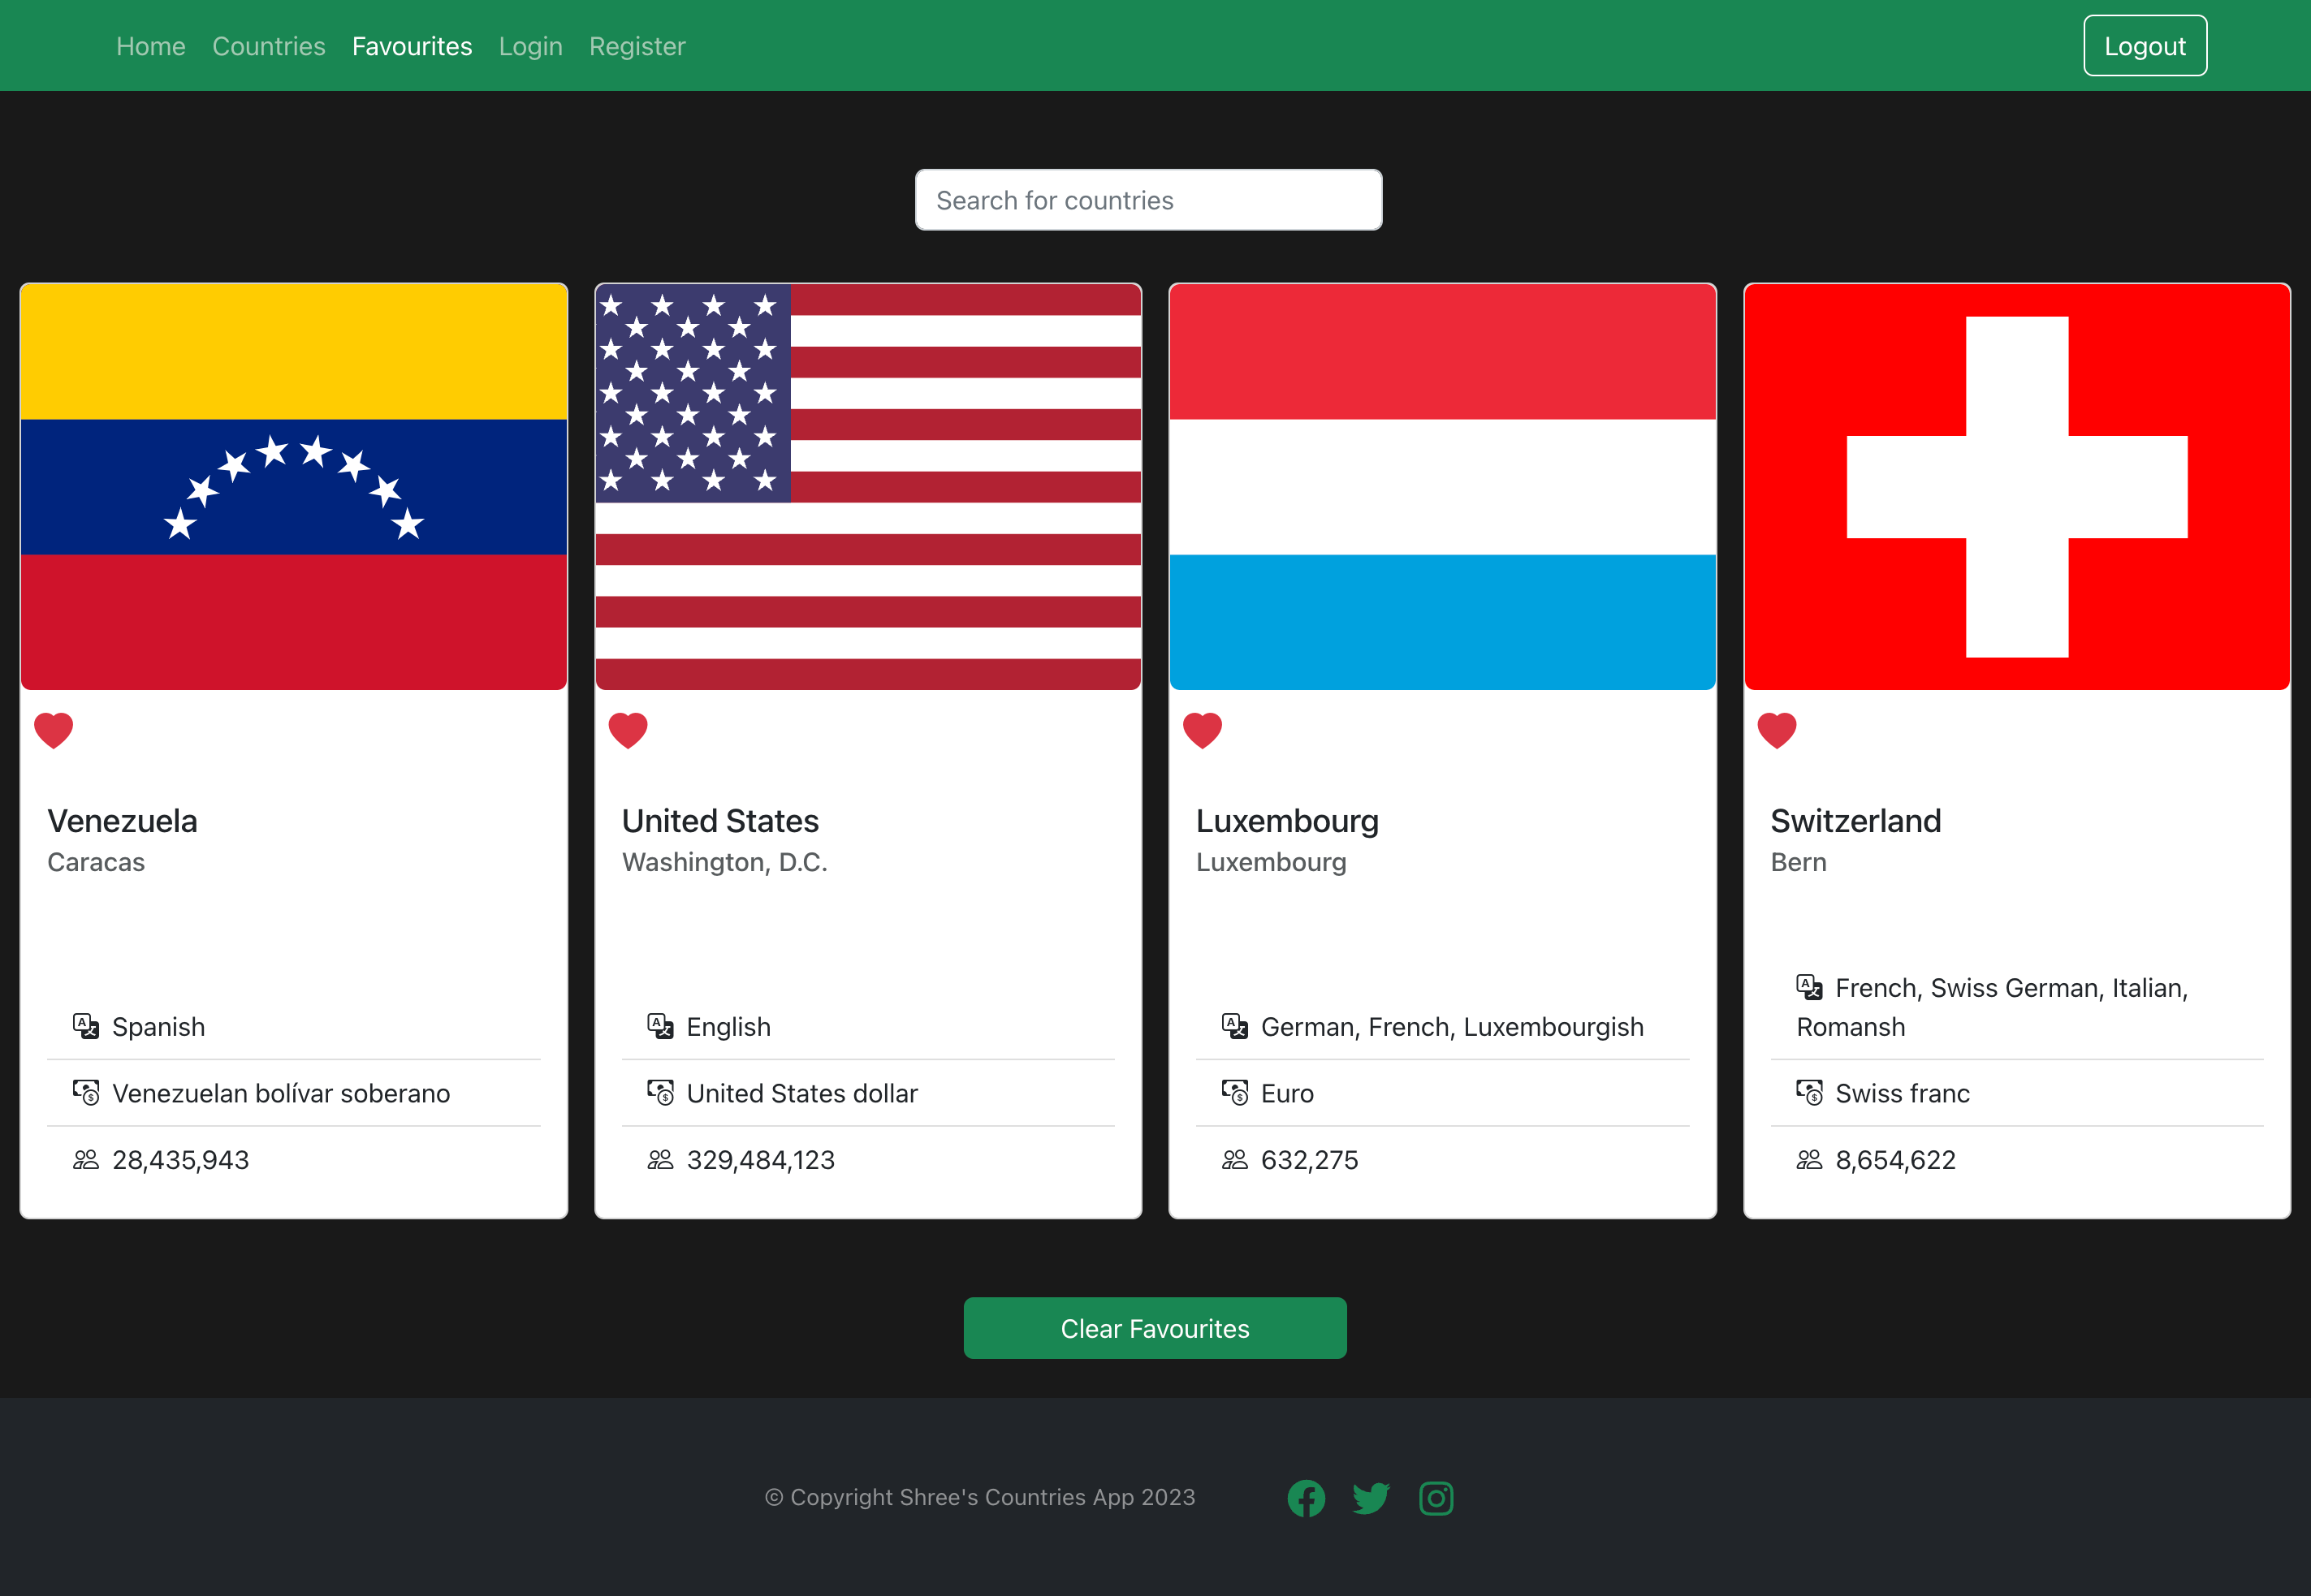 Home Countries Favourites Login Register Logout
Search for countries
Venezuela
Caracas
Spanish
Venezuelan bolívar soberano
28,435,943
United States
Washington, D.C.
English
United States dollar
329,484,123
Luxembourg
Luxembourg
German, French, Luxembourgish
Euro
632,275
Switzerland
Bern
French, Swiss German, Italian,
Romansh
Swiss franc
8,654,622
Clear Favourites
© Copyright Shree's Countries App 2023